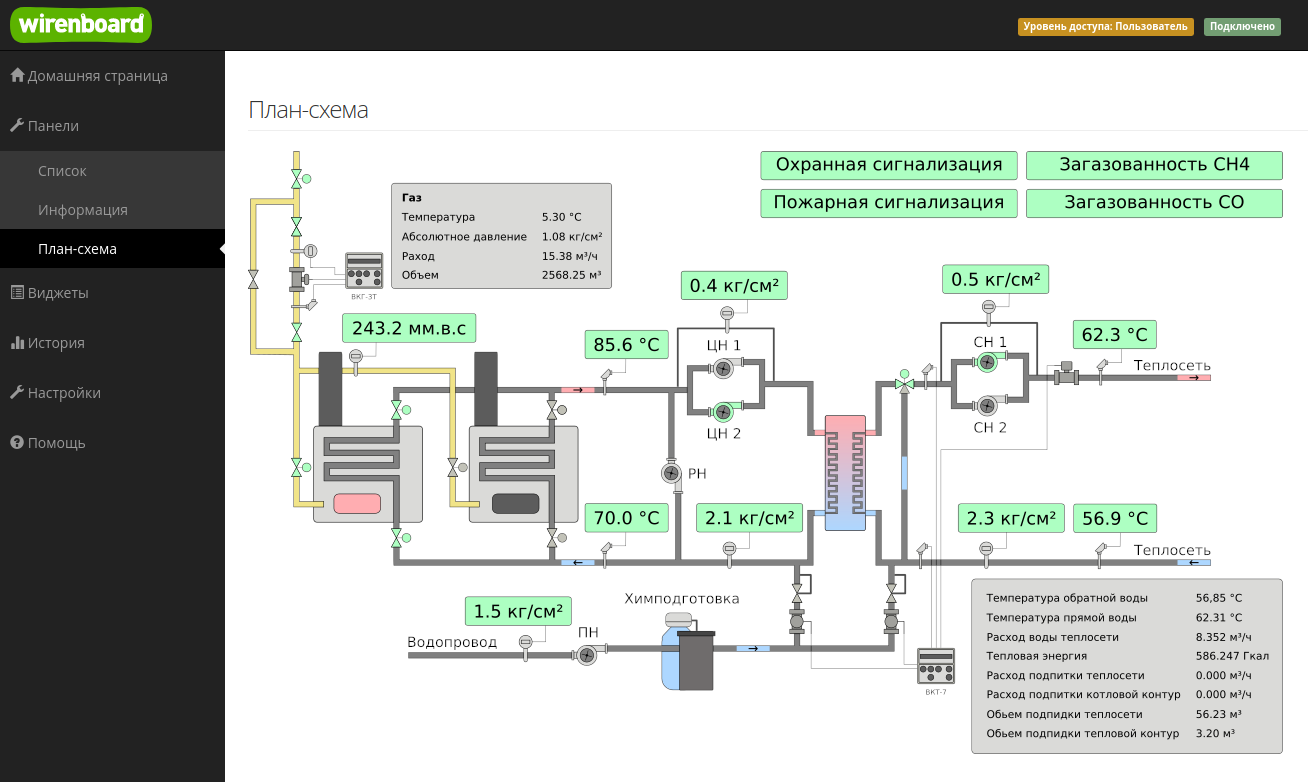 wirenboard
Уровень доступа: Пользователь
Подключено
Домашняя страница
Панели
Список
Информация
План-схема
Виджеты
История
Настройки
Помощь
План-схема
Охранная сигнализация
Загазованность CH4
Пожарная сигнализация
Загазованность CO
Газ
Температура 5.30 °C
Абсолютное давление 1.08 кг/см²
Раход 15.38 м³/ч
Объем 2568.25 м³
ВКГ-3Т
243.2 мм.в.с
85.6 °C
0.4 кг/см²
ЦН 1
ЦН 2
0.5 кг/см²
СН 1
СН 2
62.3 °C
Теплосеть
РН
70.0 °C
2.1 кг/см²
2.3 кг/см²
56.9 °C
Теплосеть
1.5 кг/см²
Водопровод
ПН
Химподготовка
ВКТ-7
Температура обратной воды 56,85 °C
Температура прямой воды 62.31 °C
Расход воды теплосети 8.352 м³/ч
Тепловая энергия 586.247 Гкал
Расход подпитки теплосети 0.000 м³/ч
Расход подпитки котловой контур 0.000 м³/ч
Обьем подпидки теплосети 56.23 м³
Обьем подпидки тепловой контур 3.20 м³